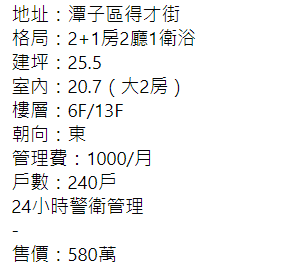 地址：潭子區得才街
格局：2+1房2廳1衛浴
建坪：25.5
室內：20.7（大2房）
樓層：6F/13F
朝向：東
管理費：1000/月
戶數：240戶
24小時警衛管理
-
售價：580萬